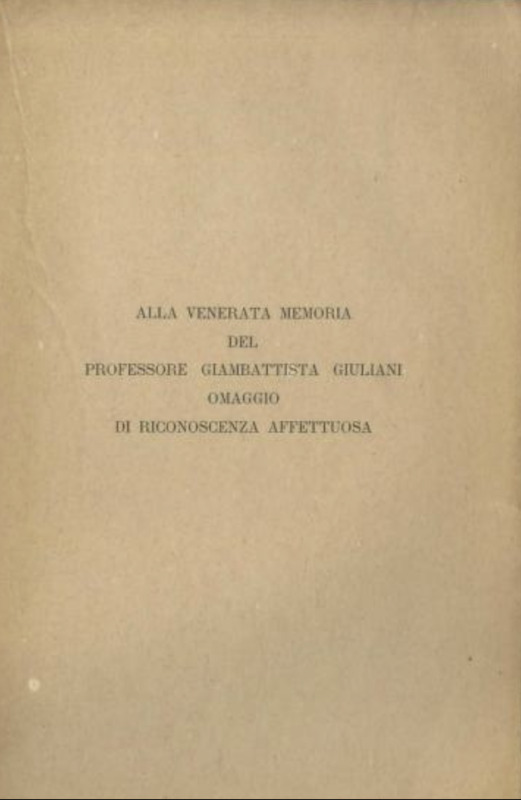 ALLA VENERATA MEMORIA
DEL
PROFESSORE GIAMBATTISTA GIULIANI
OMAGGIO
DI RICONOSCENZA AFFETTUOSA